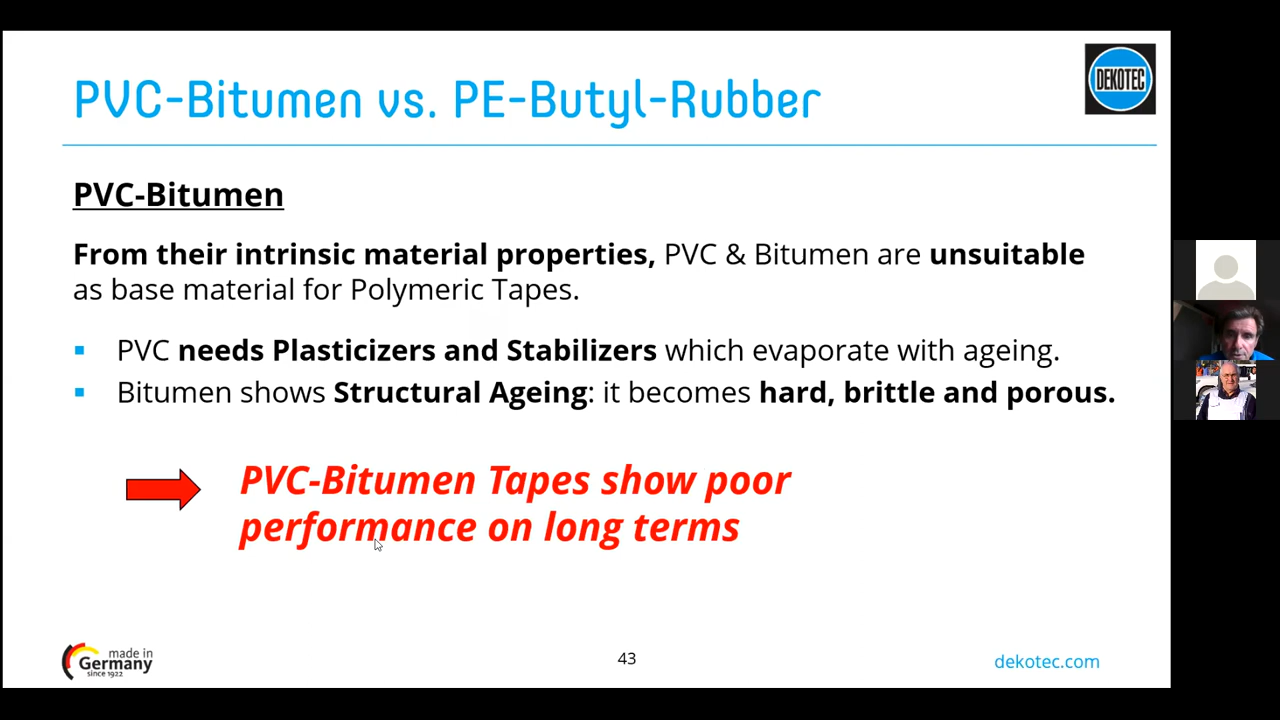 PVC-Bitumen vs. PE-Butyl-Rubber
DEKOTEC
PVC-Bitumen
From their intrinsic material properties, PVC & Bitumen are unsuitable
as base material for Polymeric Tapes.
PVC needs Plasticizers and Stabilizers which evaporate with ageing.
Bitumen shows Structural Ageing: it becomes hard, brittle and porous.
PVC-Bitumen Tapes show poor
performance on long terms
made in
Germany
since 1922
43
dekotec.com